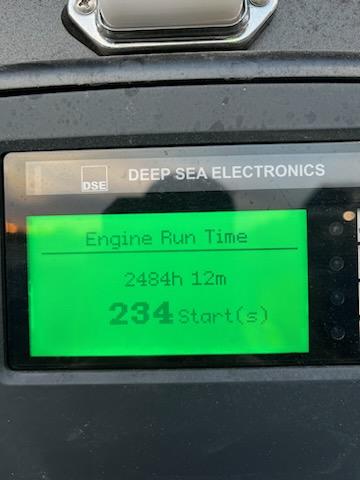 DSE
DEEP SEA ELECTRONICS
Engine Run Time
2484h 12m
234 Start(s)